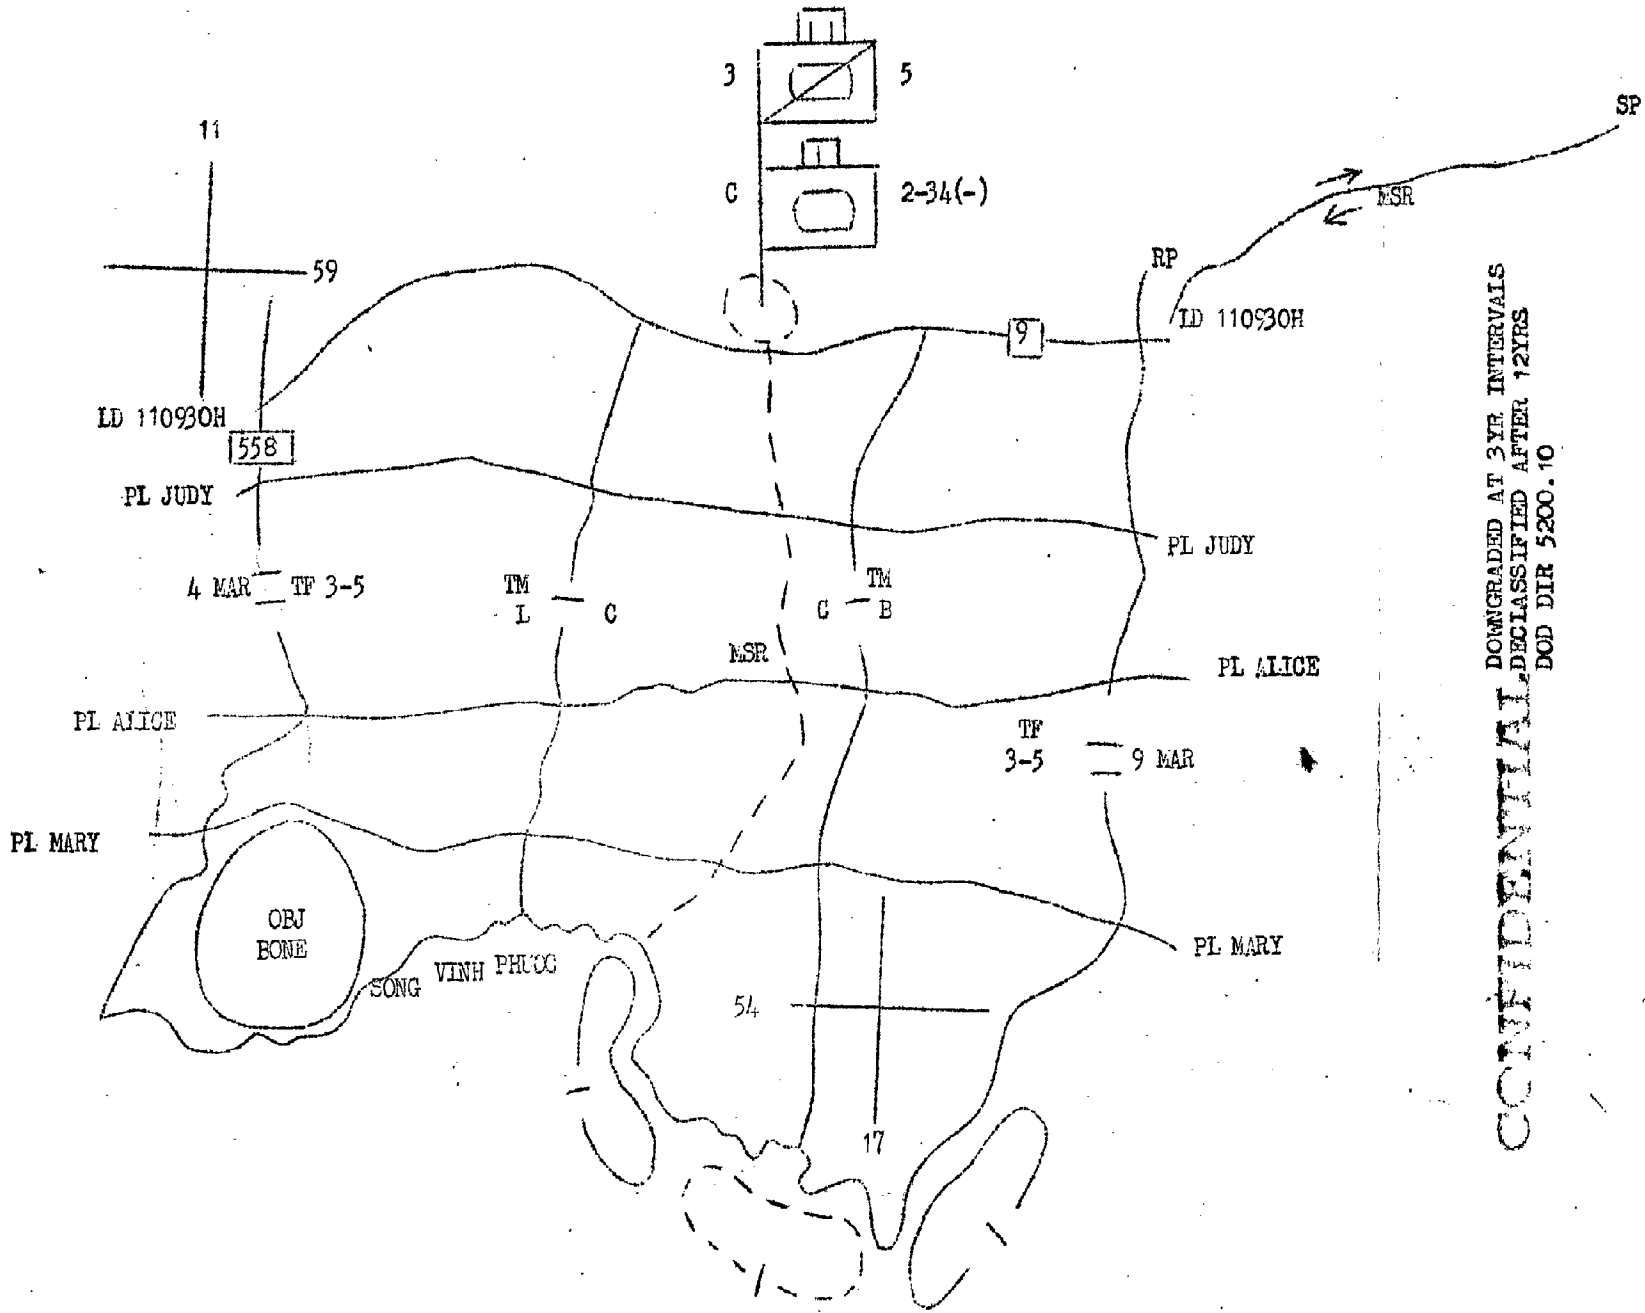 3 5
SP
11
C 2-34(-)
MSR
59
RP
9
LD 110930H
LD 110930H
558
PL JUDY
PL JUDY
4 MAR TF 3-5
TM
L C
TM
C B
MSR
PL ALICE
PL ALICE
TF
3-5 9 MAR
PL MARY
OBJ
BONE
PL MARY
SONG VINH PHUOC
54
17
DOWNGRADED AT 3YR INTERVALS
DECLASSIFIED AFTER 12YRS
DOD DIR 5200.10
CONFIDENTIAL